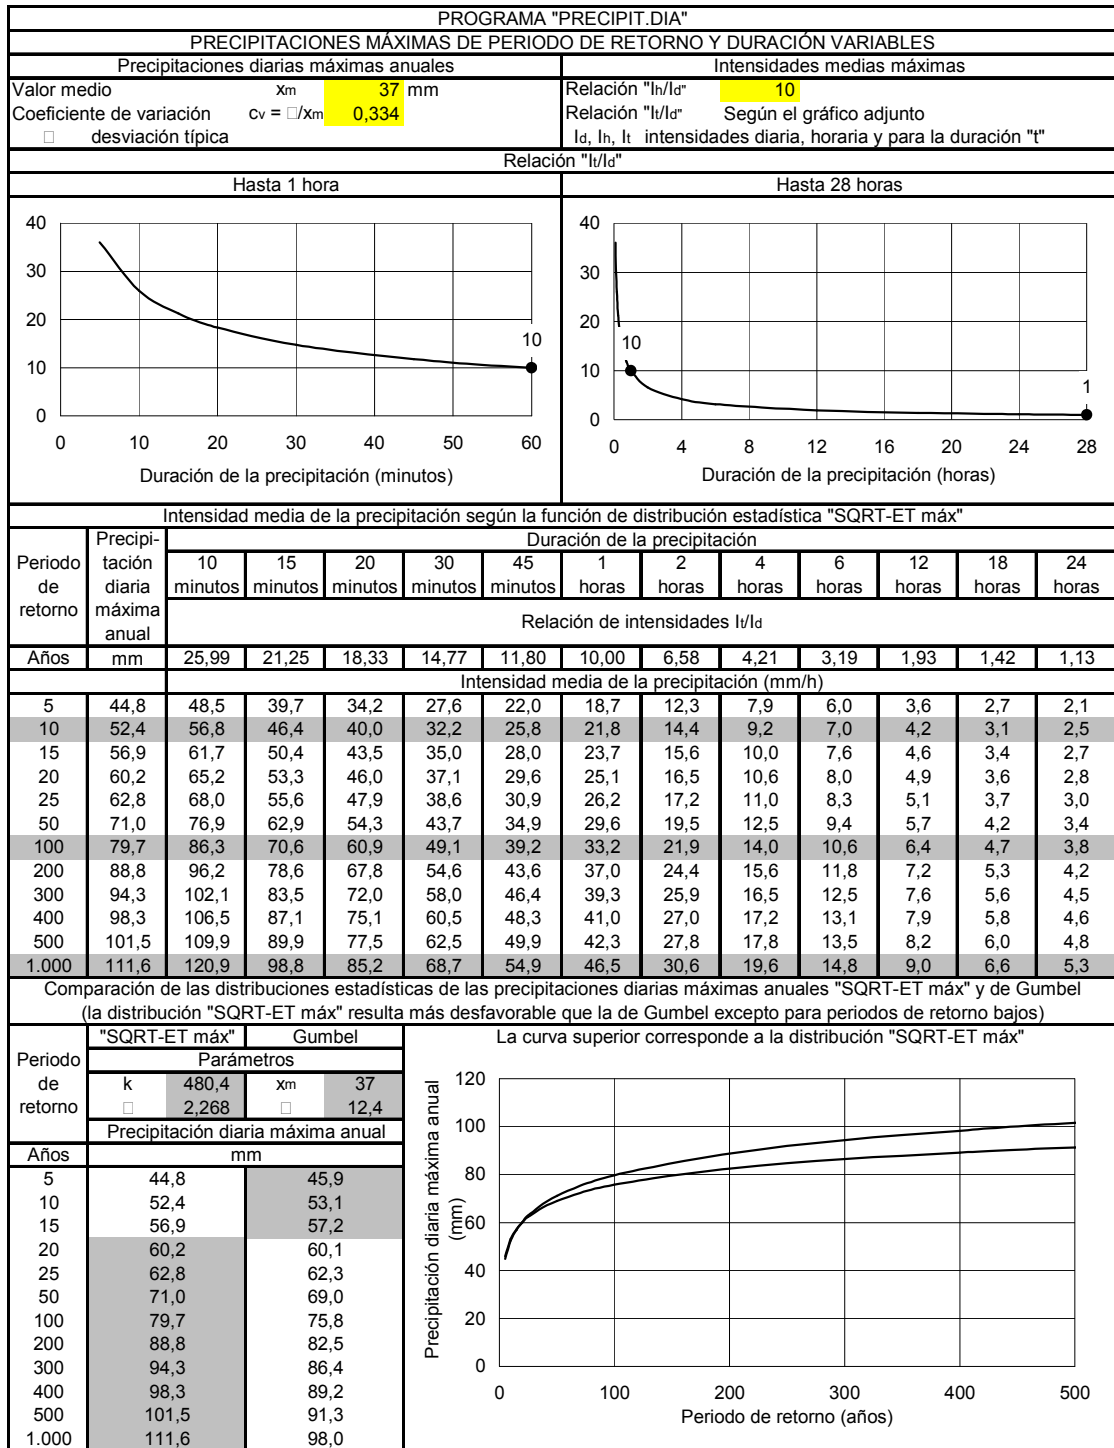 PROGRAMA "PRECIPIT.DIA"
PRECIPITACIONES MÁXIMAS DE PERIODO DE RETORNO Y DURACIÓN VARIABLES
Precipitaciones diarias máximas anuales Intensidades medias máximas
Valor medio xm 37 mm Relación "Ih/Id" 10
Coeficiente de variación cv = □/xm 0,334 Relación "It/Id" Según el gráfico adjunto
□ desviación típica Id, Ih, It intensidades diaria, horaria y para la duración "t"
Relación "It/Id"
Hasta 1 hora Hasta 28 horas
40
30
20
10
0
10
0 10 20 30 40 50 60
Duración de la precipitación (minutos)
40
30
20
10
0
10
1
0 4 8 12 16 20 24 28
Duración de la precipitación (horas)
Intensidad media de la precipitación según la función de distribución estadística "SQRT-ET máx"
Periodo de retorno
Precipi-tación diaria máxima anual
Duración de la precipitación
10 15 20 30 45 1 2 4 6 12 18 24
minutos minutos minutos minutos minutos horas horas horas horas horas horas horas
Relación de intensidades It/Id
Años mm 25,99 21,25 18,33 14,77 11,80 10,00 6,58 4,21 3,19 1,93 1,42 1,13
Intensidad media de la precipitación (mm/h)
5 44,8 48,5 39,7 34,2 27,6 22,0 18,7 12,3 7,9 6,0 3,6 2,7 2,1
10 52,4 56,8 46,4 40,0 32,2 25,8 21,8 14,4 9,2 7,0 4,2 3,1 2,5
15 56,9 61,7 50,4 43,5 35,0 28,0 23,7 15,6 10,0 7,6 4,6 3,4 2,7
20 60,2 65,2 53,3 46,0 37,1 29,6 25,1 16,5 10,6 8,0 4,9 3,6 2,8
25 62,8 68,0 55,6 47,9 38,6 30,9 26,2 17,2 11,0 8,3 5,1 3,7 3,0
50 71,0 76,9 62,9 54,3 43,7 34,9 29,6 19,5 12,5 9,4 5,7 4,2 3,4
100 79,7 86,3 70,6 60,9 49,1 39,2 33,2 21,9 14,0 10,6 6,4 4,7 3,8
200 88,8 96,2 78,6 67,8 54,6 43,6 37,0 24,4 15,6 11,8 7,2 5,3 4,2
300 94,3 102,1 83,5 72,0 58,0 46,4 39,3 25,9 16,5 12,5 7,6 5,6 4,5
400 98,3 106,5 87,1 75,1 60,5 48,3 41,0 27,0 17,2 13,1 7,9 5,8 4,6
500 101,5 109,9 89,9 77,5 62,5 49,9 42,3 27,8 17,8 13,5 8,2 6,0 4,8
1.000 111,6 120,9 98,8 85,2 68,7 54,9 46,5 30,6 19,6 14,8 9,0 6,6 5,3
Comparación de las distribuciones estadísticas de las precipitaciones diarias máximas anuales "SQRT-ET máx" y de Gumbel
(la distribución "SQRT-ET máx" resulta más desfavorable que la de Gumbel excepto para periodos de retorno bajos)
Periodo de retorno
"SQRT-ET máx" Gumbel
Parámetros
k 480,4 xm 37
□ 2,268 □ 12,4
Precipitación diaria máxima anual
Años mm
5 44,8 45,9
10 52,4 53,1
15 56,9 57,2
20 60,2 60,1
25 62,8 62,3
50 71,0 69,0
100 79,7 75,8
200 88,8 82,5
300 94,3 86,4
400 98,3 89,2
500 101,5 91,3
1.000 111,6 98,0
La curva superior corresponde a la distribución "SQRT-ET máx"
Precipitación diaria máxima anual
(mm)
120
100
80
60
40
20
0
0 100 200 300 400 500
Periodo de retorno (años)